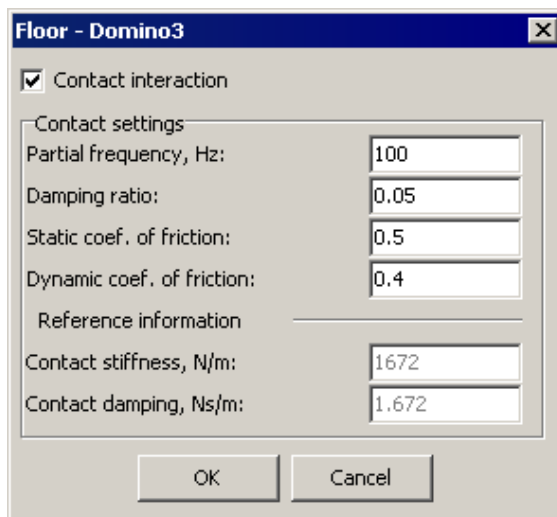 Floor - Domino3
Contact interaction
Contact settings
Partial frequency, Hz: 100
Damping ratio: 0.05
Static coef. of friction: 0.5
Dynamic coef. of friction: 0.4
Reference information
Contact stiffness, N/m: 1672
Contact damping, Ns/m: 1.672
OK Cancel